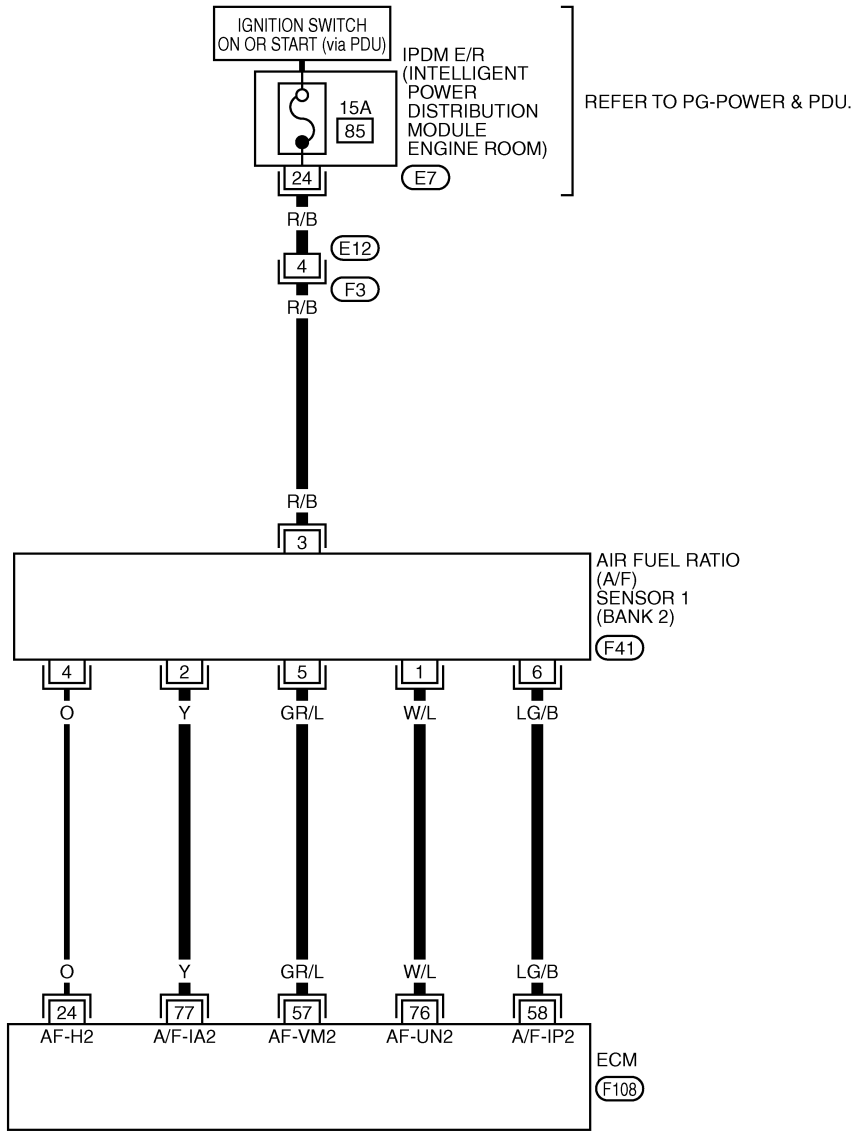 IGNITION SWITCH
ON OR START (via PDU)
IPDM E/R
(INTELLIGENT
POWER
DISTRIBUTION
MODULE
ENGINE ROOM)
REFER TO PG-POWER & PDU.
15A
85
24
E7
R/B
E12
4
F3
R/B
R/B
3
AIR FUEL RATIO
(A/F)
SENSOR 1
(BANK 2)
F41
4 2 5 1 6
O Y GR/L W/L LG/B
O Y GR/L W/L LG/B
24 77 57 76 58
AF-H2 A/F-IA2 AF-VM2 AF-UN2 A/F-IP2
ECM
F108